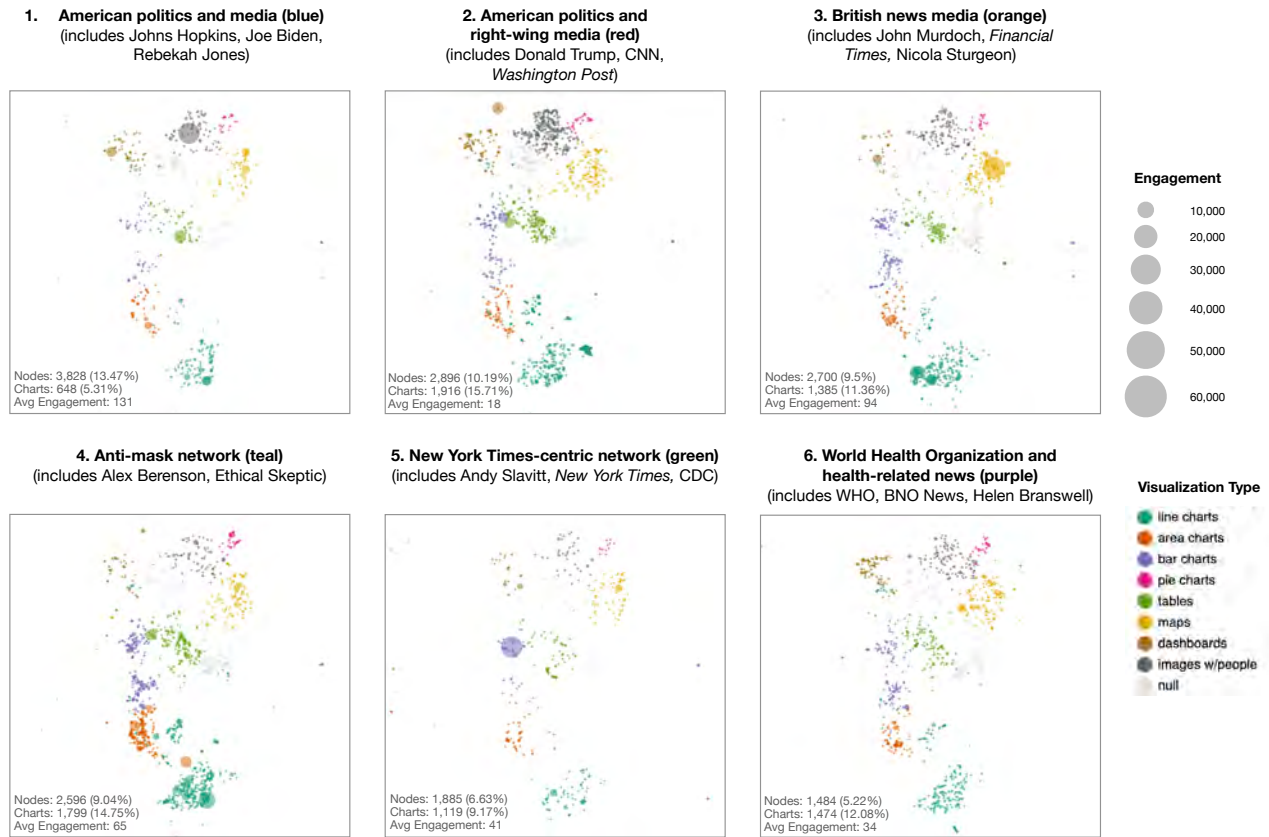 1. American politics and media (blue)
(includes Johns Hopkins, Joe Biden,
Rebekah Jones)
2. American politics and
right-wing media (red)
(includes Donald Trump, CNN,
Washington Post)
3. British news media (orange)
(includes John Murdoch, Financial
Times, Nicola Sturgeon)
Nodes: 3,828 (13.47%)
Charts: 648 (5.31%)
Avg Engagement: 131
Nodes: 2,896 (10.19%)
Charts: 1,916 (15.71%)
Avg Engagement: 18
Nodes: 2,700 (9.5%)
Charts: 1,385 (11.36%)
Avg Engagement: 94
Engagement
10,000
20,000
30,000
40,000
50,000
60,000
4. Anti-mask network (teal)
(includes Alex Berenson, Ethical Skeptic)
5. New York Times-centric network (green)
(includes Andy Slavitt, New York Times, CDC)
6. World Health Organization and
health-related news (purple)
(includes WHO, BNO News, Helen Branswell)
Nodes: 2,596 (9.04%)
Charts: 1,799 (14.75%)
Avg Engagement: 65
Nodes: 1,885 (6.63%)
Charts: 1,119 (9.17%)
Avg Engagement: 41
Nodes: 1,484 (5.22%)
Charts: 1,474 (12.08%)
Avg Engagement: 34
Visualization Type
line charts
area charts
bar charts
pie charts
tables
maps
dashboards
images w/people
null